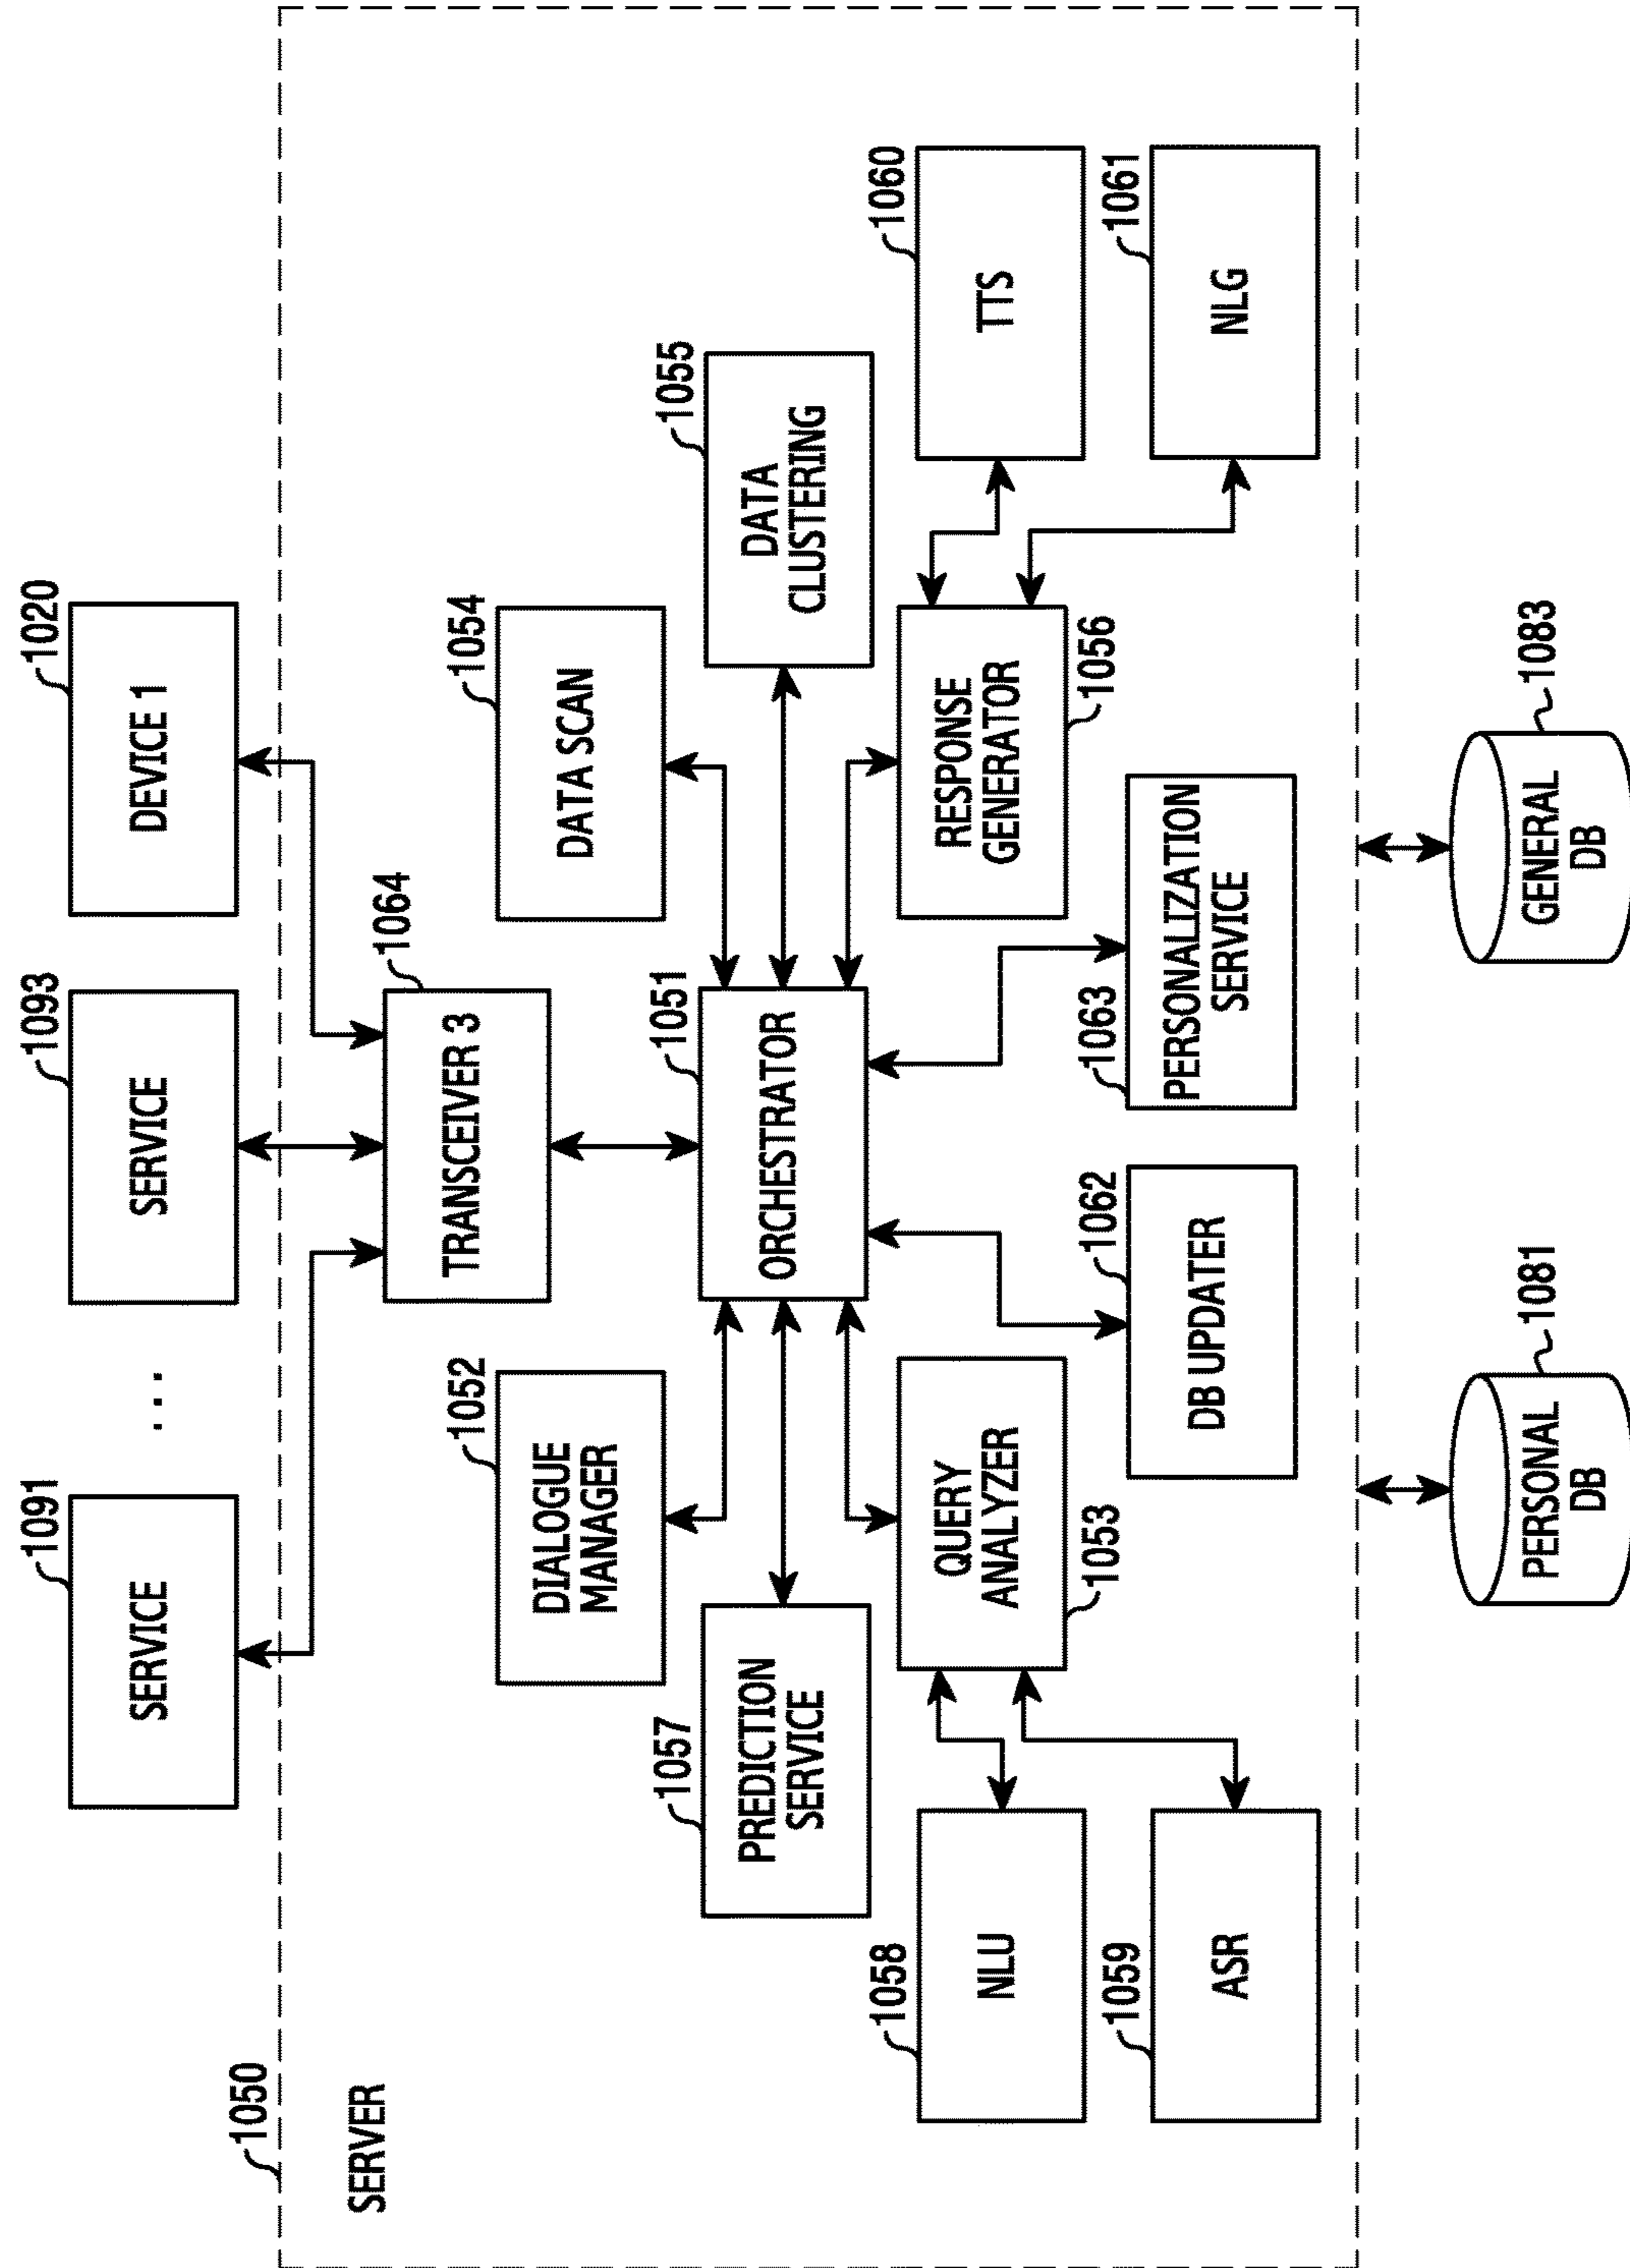 1091
SERVICE
...
1093
SERVICE
1020
DEVICE 1
1050
SERVER
1064
TRANSCEIVER 3
1052
DIALOGUE
MANAGER
1054
DATA SCAN
1057
PREDICTION
SERVICE
1051
ORCHESTRATOR
1055
DATA
CLUSTERING
1058
NLU
QUERY
ANALYZER
1053
RESPONSE
GENERATOR
1056
1060
TTS
1059
ASR
1062
DB UPDATER
1063
PERSONALIZATION
SERVICE
1061
NLG
1081
PERSONAL
DB
1083
GENERAL
DB